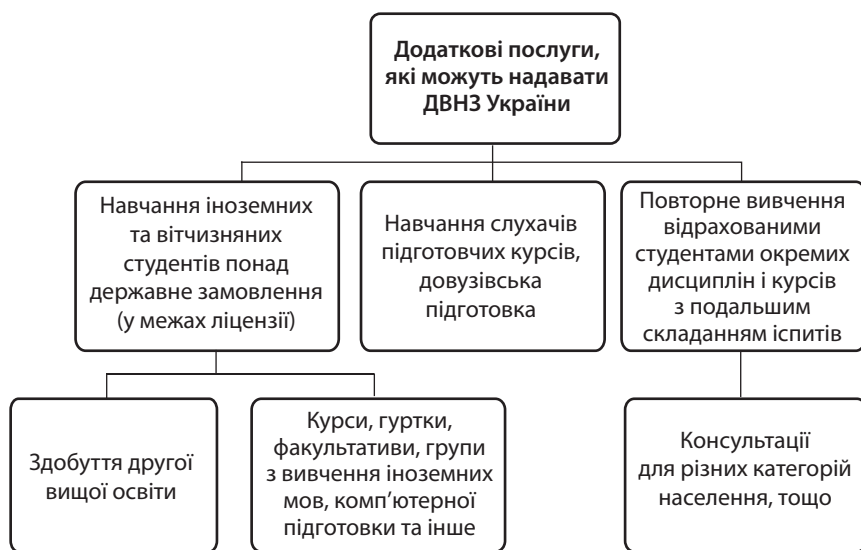 Додаткові послуги,
які можуть надавати
ДВНЗ України
Навчання іноземних
та вітчизняних
студентів понад
державне замовлення
(у межах ліцензії)
Навчання слухачів
підготовчих курсів,
довузівська
підготовка
Повторне вивчення
відрахованими
студентами окремих
дисциплін і курсів
з подальшим
складанням іспитів
Здобуття другої
вищої освіти
Курси, гуртки,
факультативи, групи
з вивчення іноземних
мов, комп’ютерної
підготовки та інше
Консультації
для різних категорій
населення, тощо